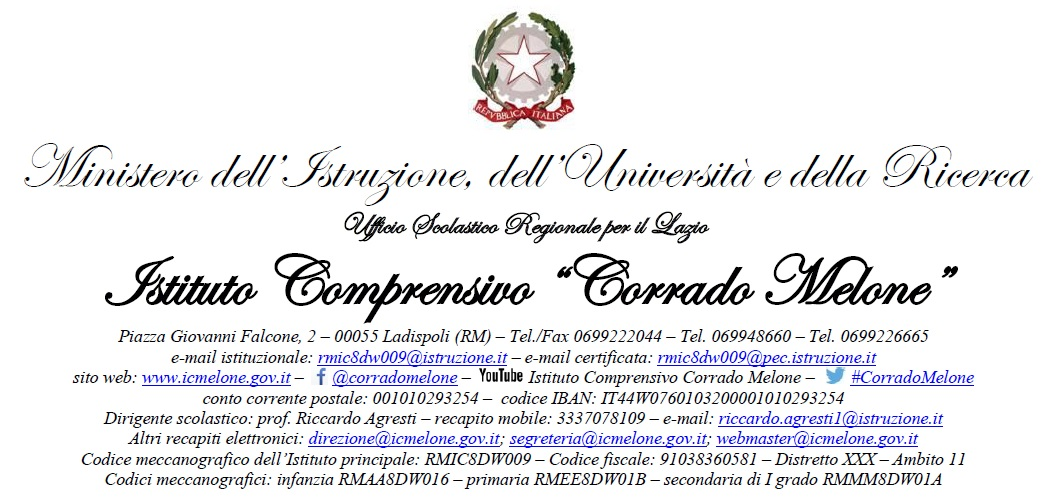 REPVBBLICA ITALIANA
Ministero dell'Istruzione, dell'Università e della Ricerca
Ufficio Scolastico Regionale per il Lazio
Istituto Comprensivo “Corrado Melone”
Piazza Giovanni Falcone, 2 – 00055 Ladispoli (RM) – Tel./Fax 0699222044 – Tel. 069948660 – Tel. 0699226665
e-mail istituzionale: rmic8dw009@istruzione.it – e-mail certificata: rmic8dw009@pec.istruzione.it
sito web: www.icmelone.gov.it – f @corradomelone – YouTube Istituto Comprensivo Corrado Melone – #CorradoMelone
conto corrente postale: 001010293254 – codice IBAN: IT44W0760103200001010293254
Dirigente scolastico: prof. Riccardo Agresti – recapito mobile: 3337078109 – e-mail: riccardo.agresti1@istruzione.it
Altri recapiti elettronici: direzione@icmelone.gov.it; segreteria@icmelone.gov.it; webmaster@icmelone.gov.it
Codice meccanografico dell'Istituto principale: RMIC8DW009 – Codice fiscale: 91038360581 – Distretto XXX – Ambito 11
Codici meccanografici: infanzia RMAA8DW016 – primaria RMEE8DW01B – secondaria di I grado RMMM8DW01A